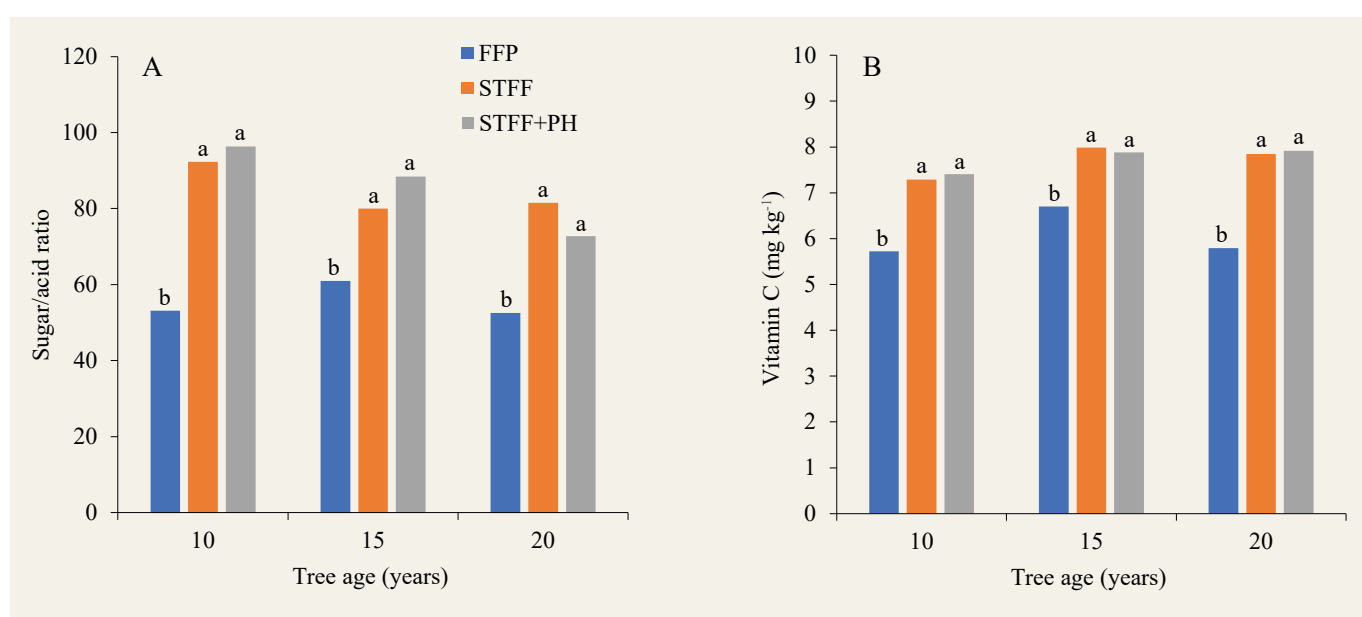 A
FFP
STFF
STFF+PH
120
100
80
60
40
20
0
Sugar/acid ratio
b
a
a
b
a
a
b
a
a
10
15
20
Tree age (years)
B
10
9
8
7
6
5
4
3
2
1
0
Vitamin C (mg kg⁻¹)
b
a
a
b
a
a
b
a
a
10
15
20
Tree age (years)